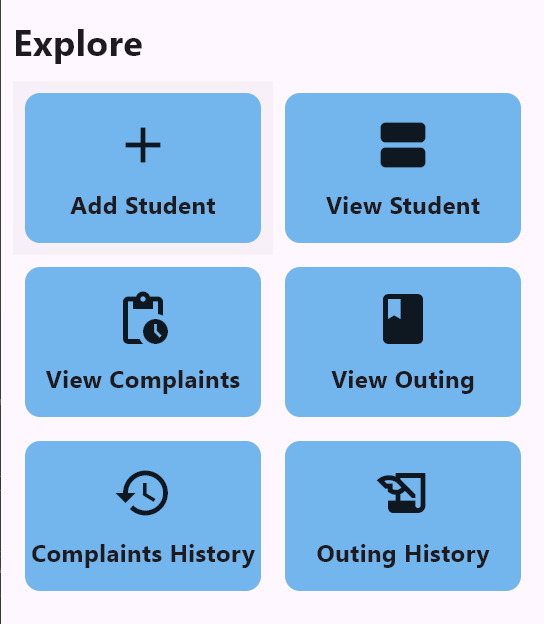 Explore
Add Student
View Student
View Complaints
View Outing
Complaints History
Outing History